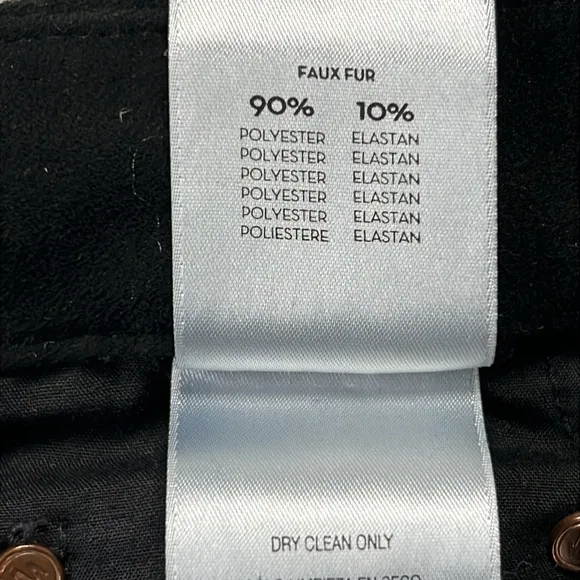 FAUX FUR
90% 10%
POLYESTER ELASTAN
POLYESTER ELASTAN
POLYESTER ELASTAN
POLYESTER ELASTAN
POLYESTER ELASTAN
POLIESTERE ELASTAN
DRY CLEAN ONLY